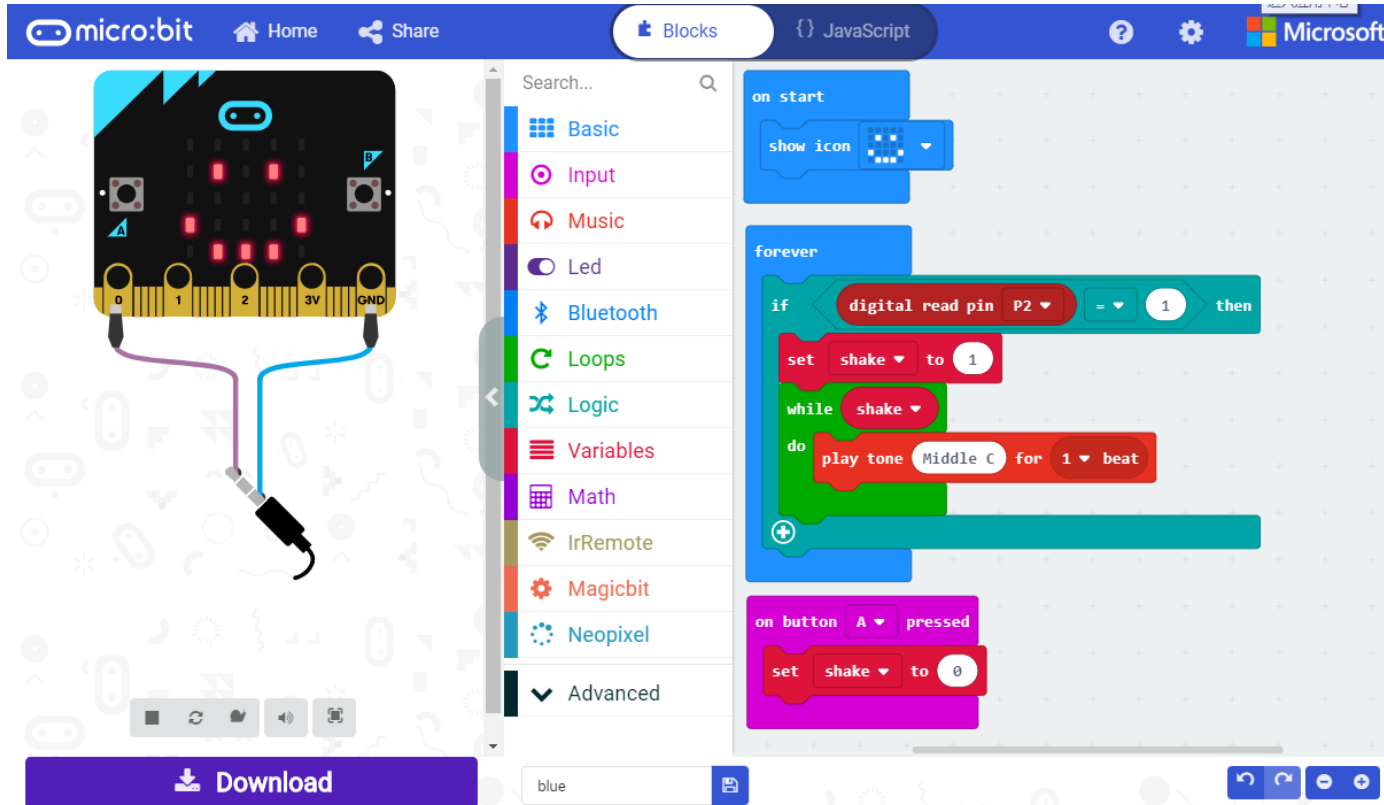 micro:bit Home Share Blocks {} JavaScript ? Microsoft
B
A
0 1 2 3V GND
Download
Search...
Basic
Input
Music
Led
Bluetooth
Loops
Logic
Variables
Math
IrRemote
Magicbit
Neopixel
Advanced
blue
on start
show icon
forever
if digital read pin P2 = 1 then
set shake to 1
while shake
do play tone Middle C for 1 beat
on button A pressed
set shake to 0